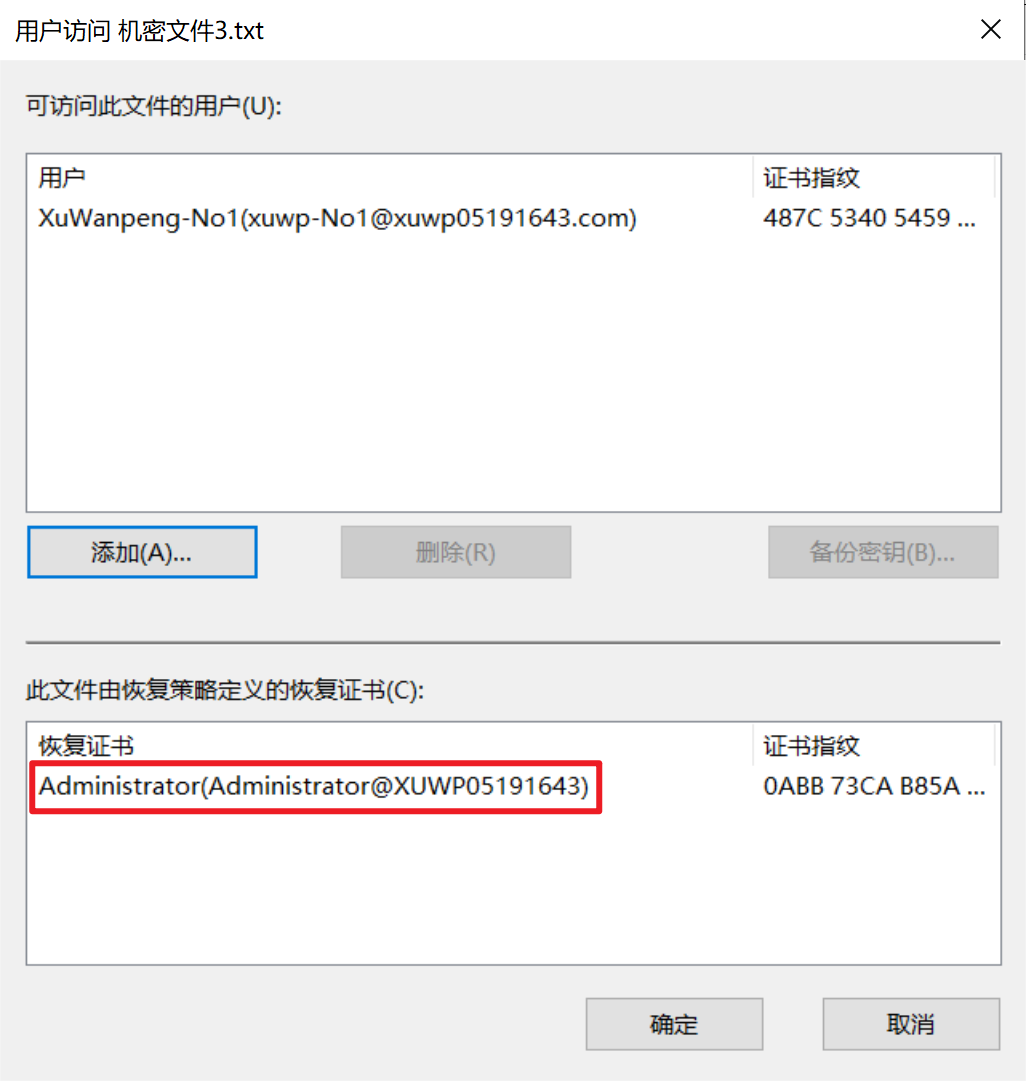 用户访问 机密文件3.txt
可访问此文件的用户(U):
用户 证书指纹
XuWanpeng-No1(xuwp-No1@xuwp05191643.com) 487C 5340 5459 ...
添加(A)... 删除(R) 备份密钥(B)...
此文件由恢复策略定义的恢复证书(C):
恢复证书 证书指纹
Administrator(Administrator@XUWP05191643) 0ABB 73CA B85A ...
确定 取消